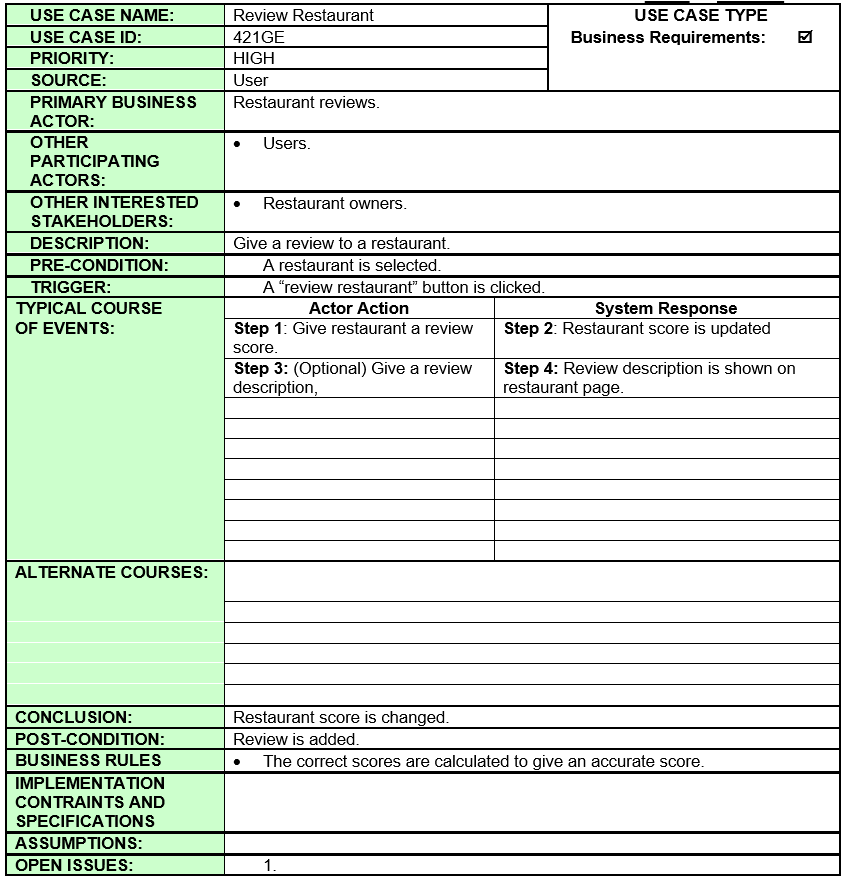 USE CASE NAME: Review Restaurant USE CASE TYPE
USE CASE ID: 421GE Business Requirements: ☑
PRIORITY: HIGH
SOURCE: User
PRIMARY BUSINESS Restaurant reviews.
ACTOR:
OTHER • Users.
PARTICIPATING
ACTORS:
OTHER INTERESTED • Restaurant owners.
STAKEHOLDERS:
DESCRIPTION: Give a review to a restaurant.
PRE-CONDITION: A restaurant is selected.
TRIGGER: A “review restaurant” button is clicked.
TYPICAL COURSE Actor Action System Response
OF EVENTS: Step 1: Give restaurant a review Step 2: Restaurant score is updated
score.
Step 3: (Optional) Give a review Step 4: Review description is shown on
description, restaurant page.
ALTERNATE COURSES:
CONCLUSION: Restaurant score is changed.
POST-CONDITION: Review is added.
BUSINESS RULES • The correct scores are calculated to give an accurate score.
IMPLEMENTATION
CONTRAINTS AND
SPECIFICATIONS
ASSUMPTIONS:
OPEN ISSUES: 1.